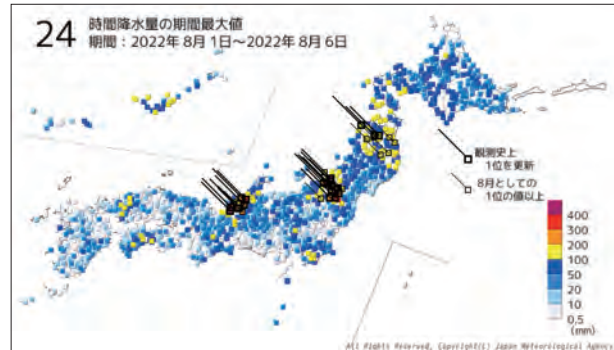 24 時間降水量の期間最大値
期間：2022年8月1日～2022年8月6日
観測史上
1位を更新
8月としての
1位の値以上
400
300
200
100
50
20
10
0.5
(mm)
All Rights Reserved, Copyright(C) Japan Meteorological Agency